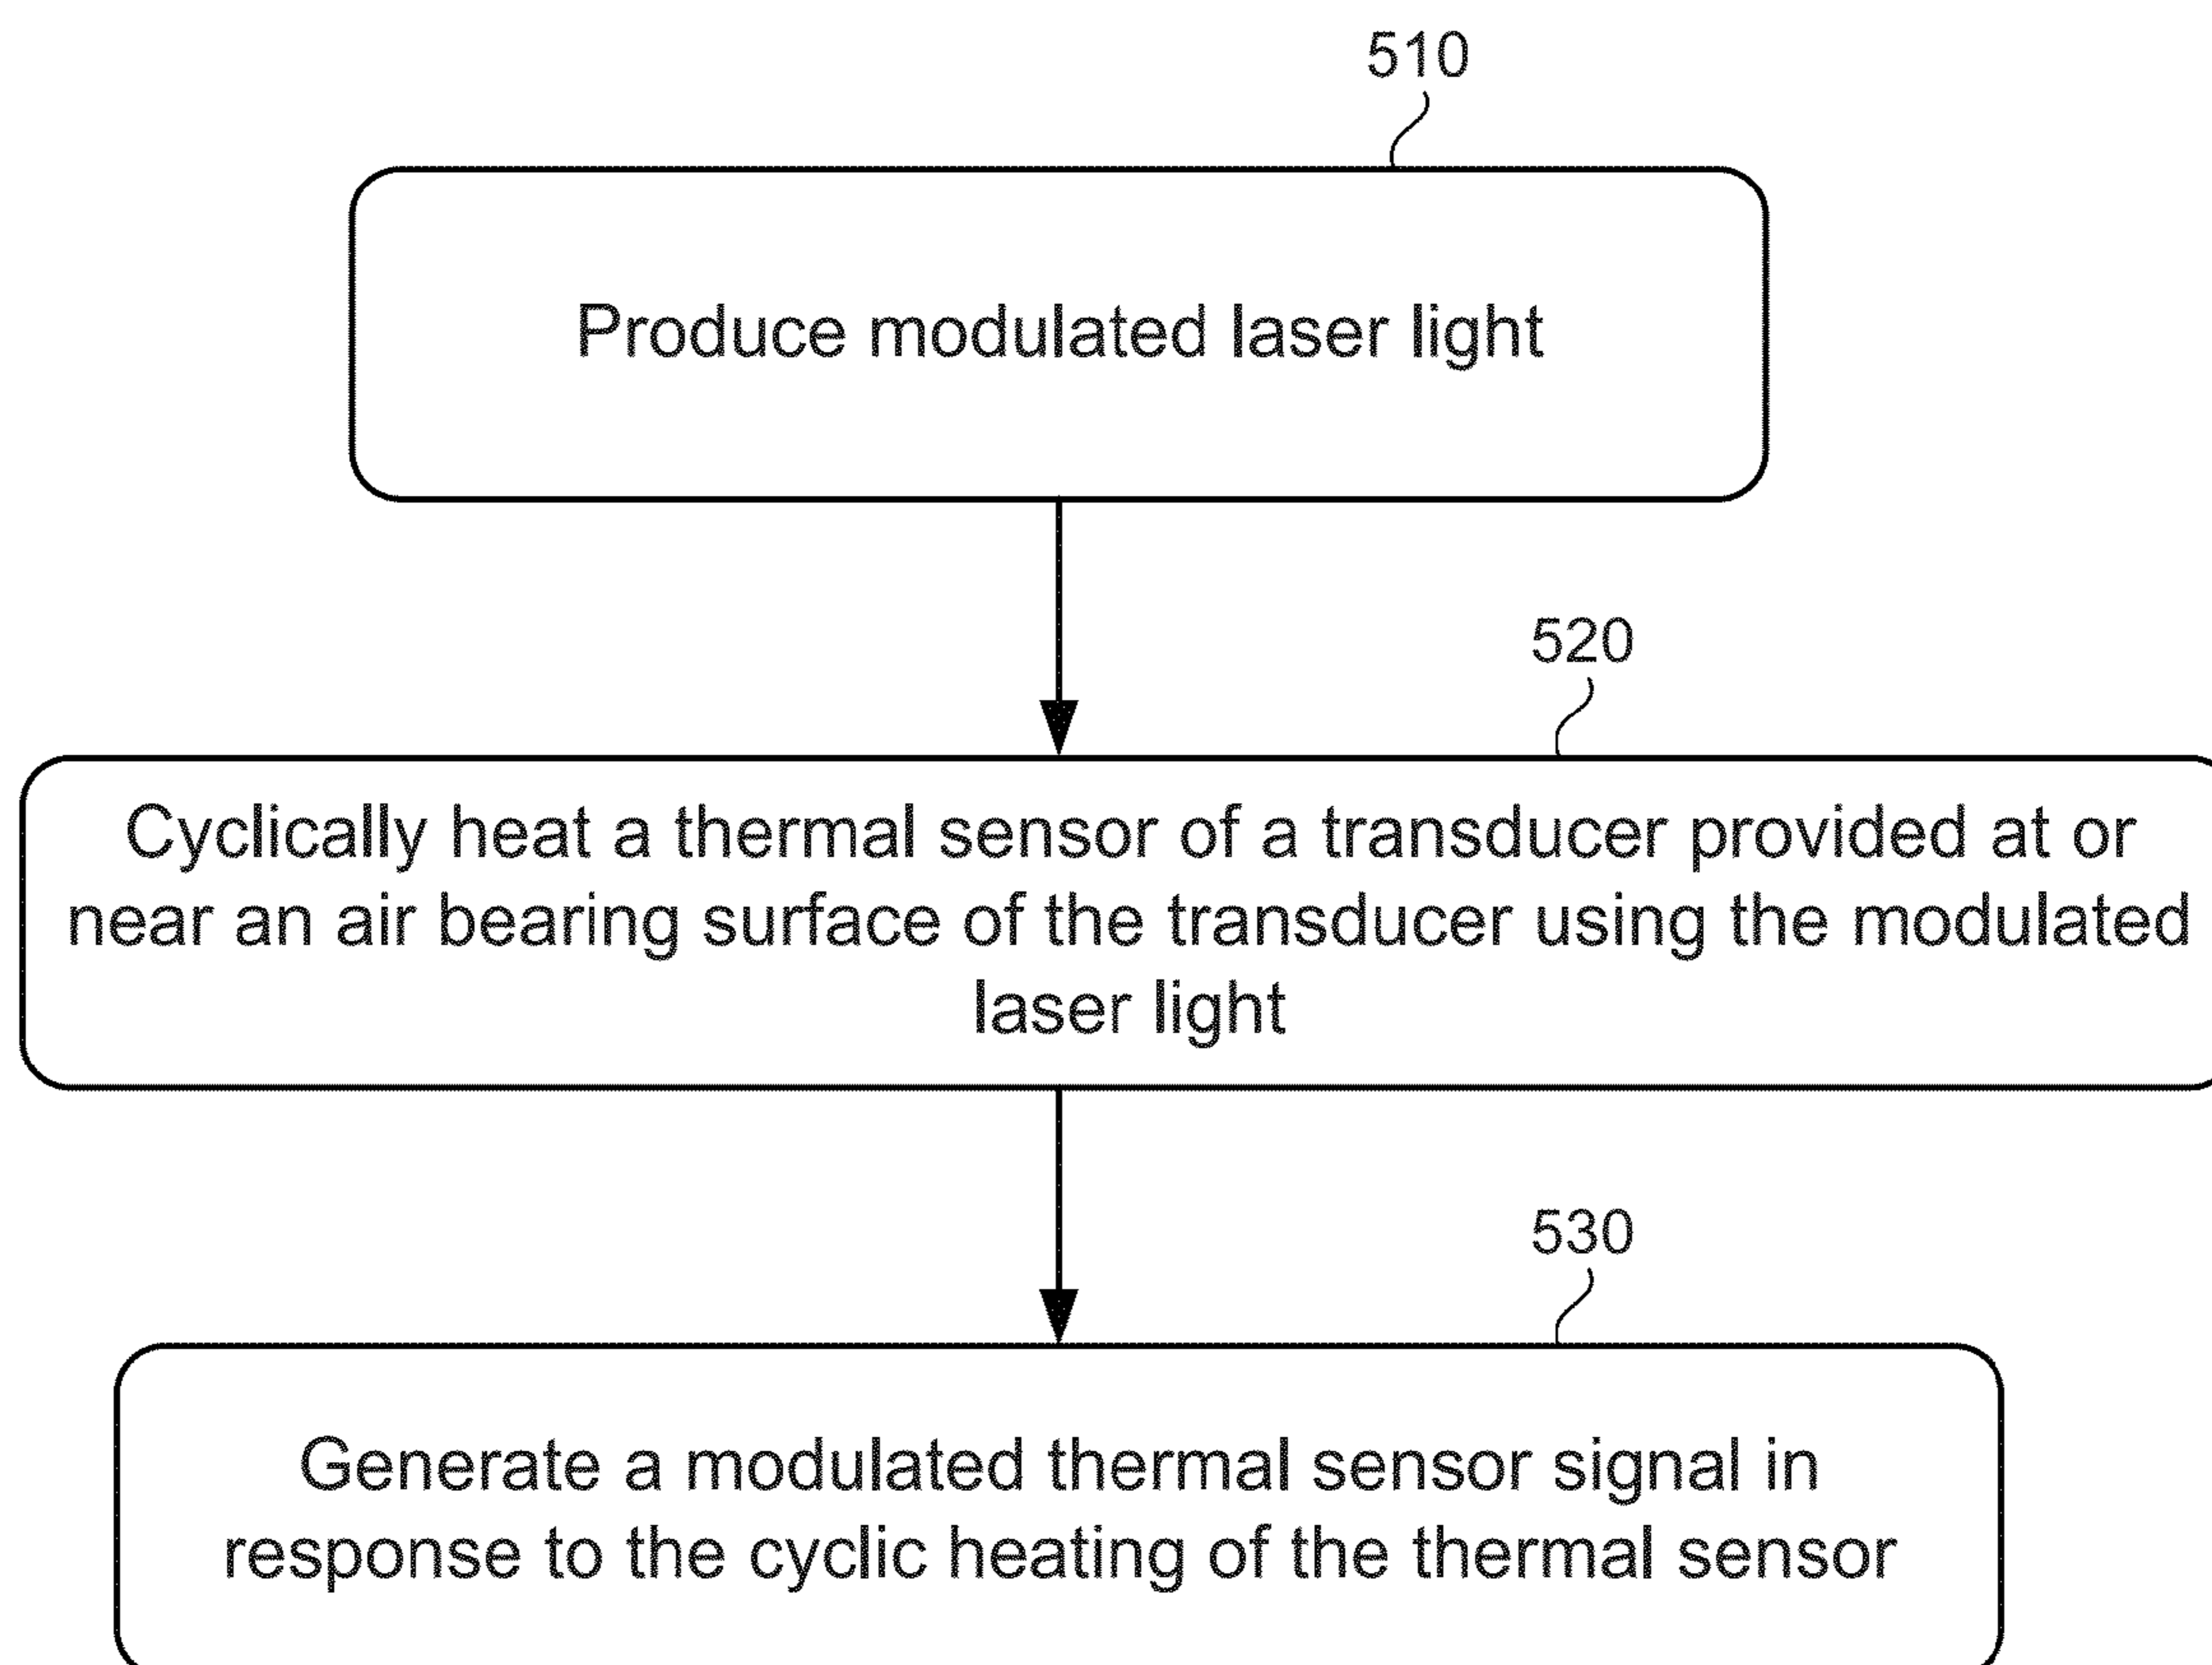 510
Produce modulated laser light
520
Cyclically heat a thermal sensor of a transducer provided at or
near an air bearing surface of the transducer using the modulated
laser light
530
Generate a modulated thermal sensor signal in
response to the cyclic heating of the thermal sensor